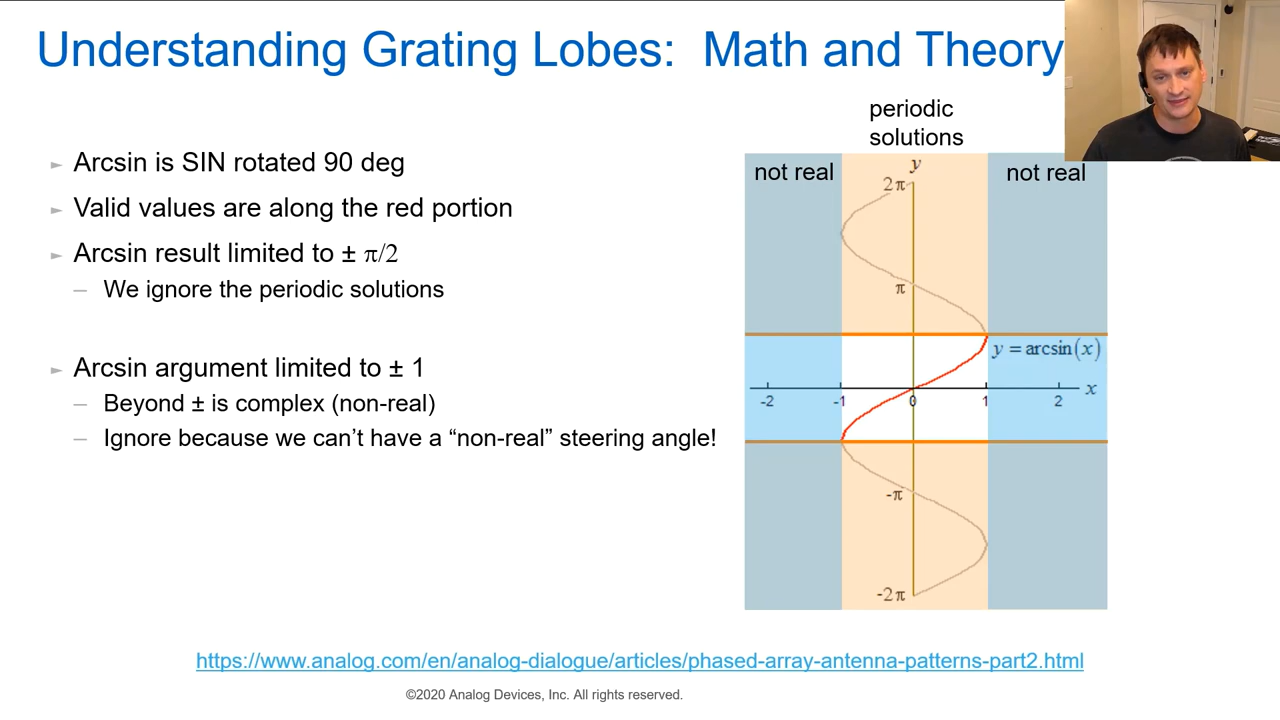 Understanding Grating Lobes: Math and Theory
Arcsin is SIN rotated 90 deg
Valid values are along the red portion
Arcsin result limited to ± π/2
– We ignore the periodic solutions
Arcsin argument limited to ± 1
– Beyond ± is complex (non-real)
– Ignore because we can’t have a “non-real” steering angle!
periodic
solutions
not real
not real
y
2π
π
y = arcsin(x)
x
-2
-1
0
1
2
-π
-2π
https://www.analog.com/en/analog-dialogue/articles/phased-array-antenna-patterns-part2.html
©2020 Analog Devices, Inc. All rights reserved.